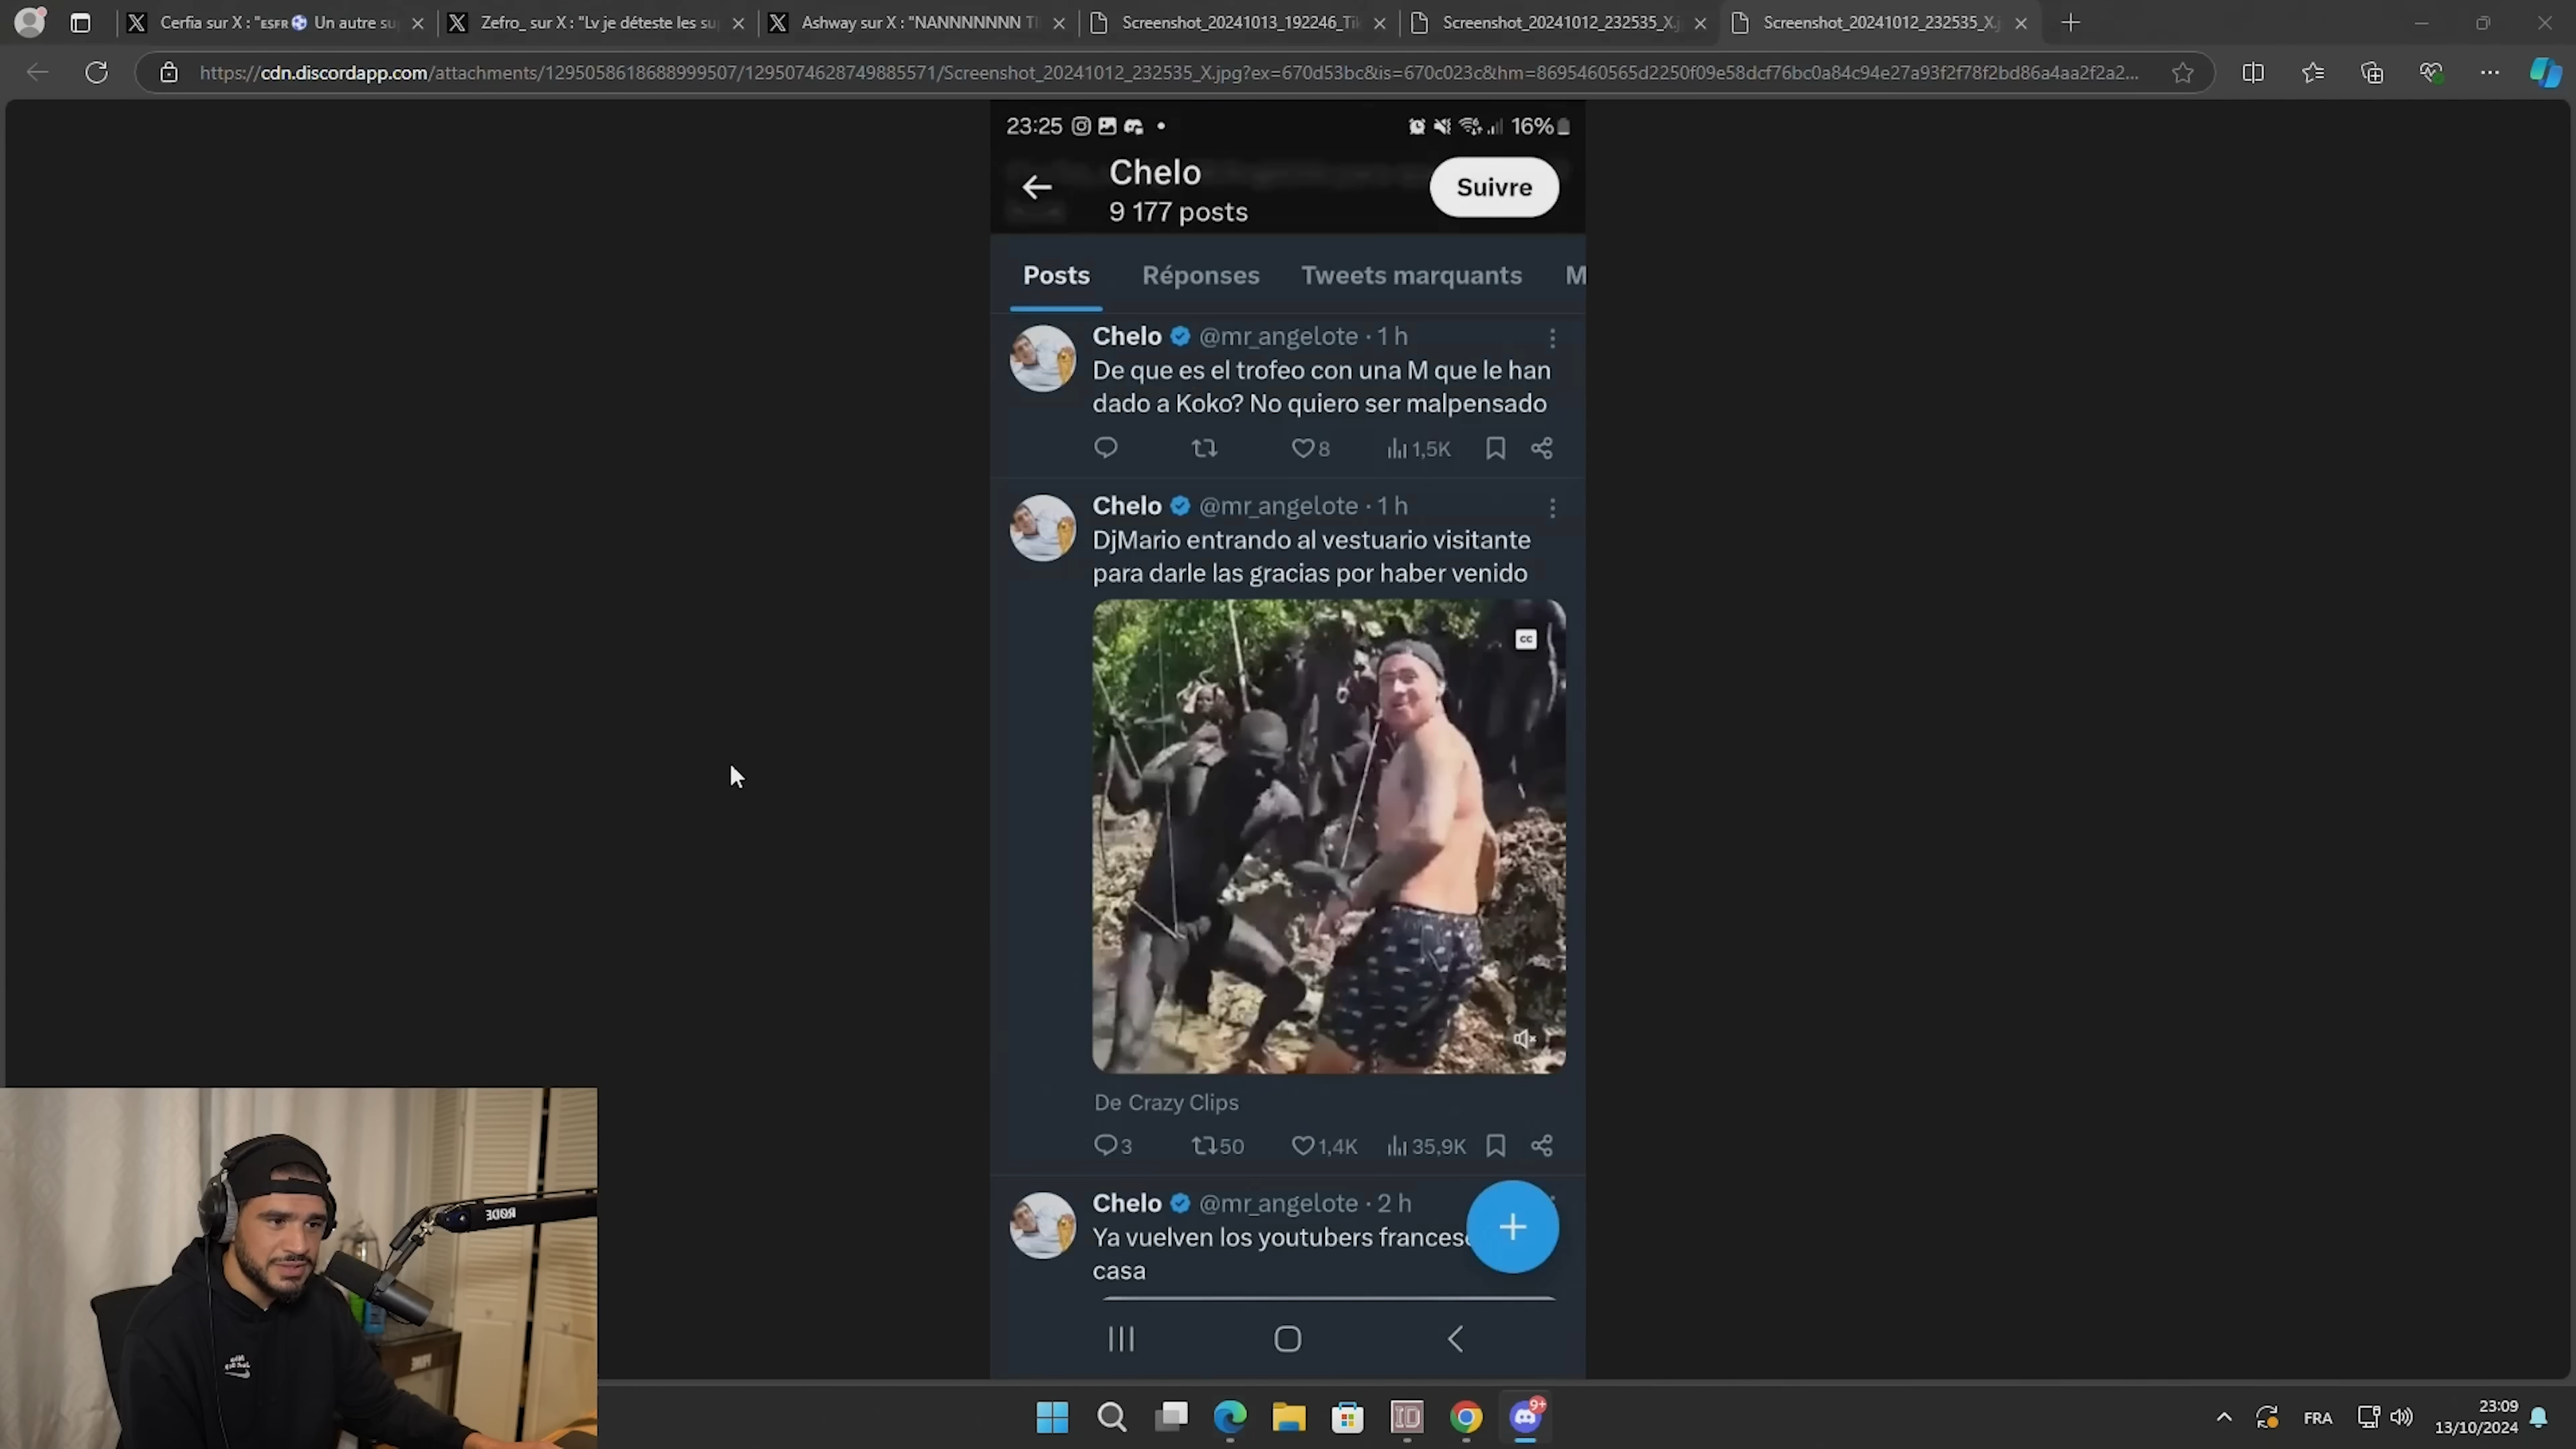 Cerfia sur X : "ESFR⚽ Un autre su
Zefro_ sur X : "Lv je déteste les su
Ashway sur X : "NANNNNNNN T
Screenshot_20241013_192246_Ti
Screenshot_20241012_232535_X.j
Screenshot_20241012_232535_X.j
https://cdn.discordapp.com/attachments/1295058618688999507/1295074628749885571/Screenshot_20241012_232535_X.jpg?ex=670d53bc&is=670c023c&hm=8695460565d2250f09e58dcf76bc0a84c94e27a93f2f78f2bd86a4aa2f2a2...
23:25
16%
Chelo
9 177 posts
Suivre
Posts Réponses Tweets marquants M
Chelo @mr_angelote · 1 h
De que es el trofeo con una M que le han
dado a Koko? No quiero ser malpensado
8 1,5K
Chelo @mr_angelote · 1 h
DjMario entrando al vestuario visitante
para darle las gracias por haber venido
CC
De Crazy Clips
3 50 1,4K 35,9K
Chelo @mr_angelote · 2 h
Ya vuelven los youtubers frances
casa
RØDE
9+
FRA
23:09
13/10/2024